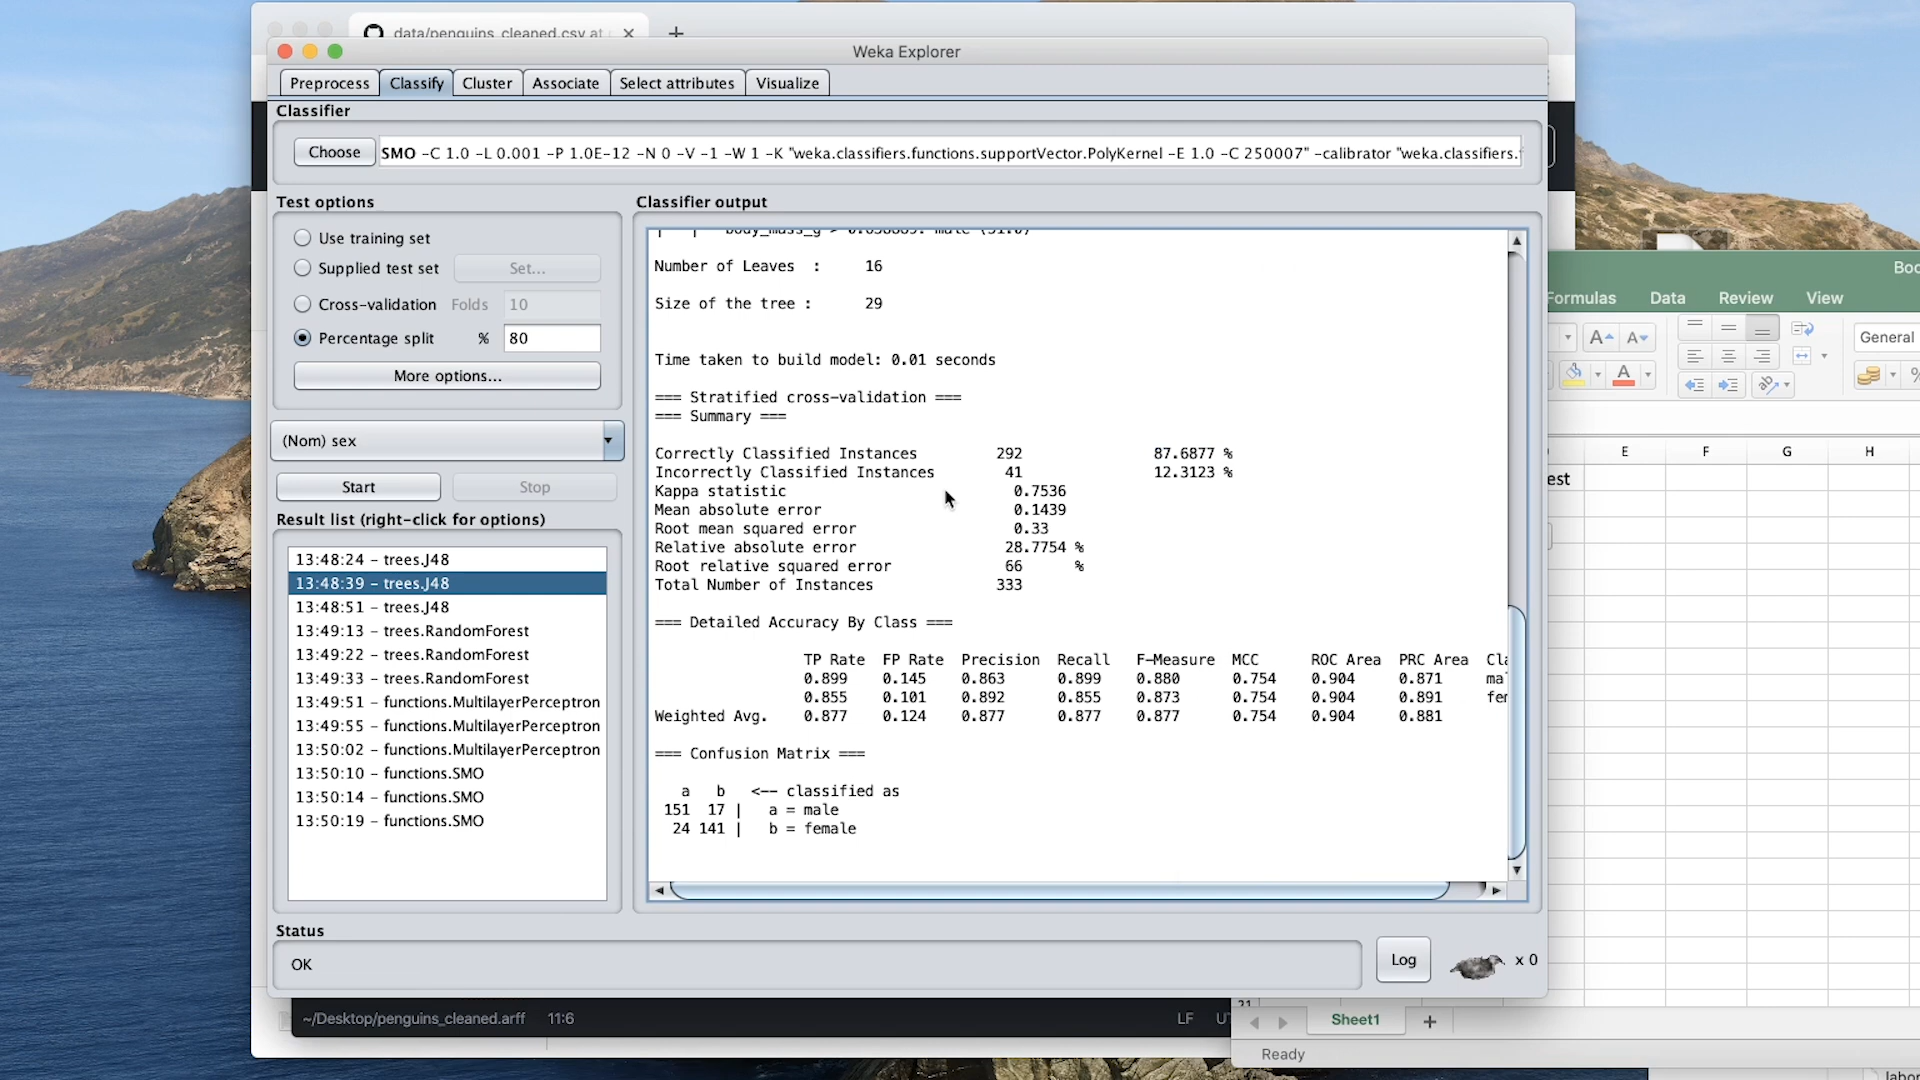 data/penguins_cleaned.csv at
Weka Explorer
Preprocess Classify Cluster Associate Select attributes Visualize
Classifier
Choose SMO -C 1.0 -L 0.001 -P 1.0E-12 -N 0 -V -1 -W 1 -K "weka.classifiers.functions.supportVector.PolyKernel -E 1.0 -C 250007" -calibrator "weka.classifiers.
Test options
Use training set
Supplied test set Set...
Cross-validation Folds 10
Percentage split % 80
More options...
(Nom) sex
Start Stop
Result list (right-click for options)
13:48:24 - trees.J48
13:48:39 - trees.J48
13:48:51 - trees.J48
13:49:13 - trees.RandomForest
13:49:22 - trees.RandomForest
13:49:33 - trees.RandomForest
13:49:51 - functions.MultilayerPerceptron
13:49:55 - functions.MultilayerPerceptron
13:50:02 - functions.MultilayerPerceptron
13:50:10 - functions.SMO
13:50:14 - functions.SMO
13:50:19 - functions.SMO
Classifier output
Number of Leaves : 16
Size of the tree : 29
Time taken to build model: 0.01 seconds
=== Stratified cross-validation ===
=== Summary ===
Correctly Classified Instances 292 87.6877 %
Incorrectly Classified Instances 41 12.3123 %
Kappa statistic 0.7536
Mean absolute error 0.1439
Root mean squared error 0.33
Relative absolute error 28.7754 %
Root relative squared error 66 %
Total Number of Instances 333
=== Detailed Accuracy By Class ===
TP Rate FP Rate Precision Recall F-Measure MCC ROC Area PRC Area Cla
0.899 0.145 0.863 0.899 0.880 0.754 0.904 0.871 ma
0.855 0.101 0.892 0.855 0.873 0.754 0.904 0.891 fem
Weighted Avg. 0.877 0.124 0.877 0.877 0.877 0.754 0.904 0.881
=== Confusion Matrix ===
a b <-- classified as
151 17 | a = male
24 141 | b = female
Status
OK
Log x 0
~/Desktop/penguins_cleaned.arff 11:6 LF
Boo
Formulas Data Review View
General
E F G H
est
21
Sheet1
Ready
labor